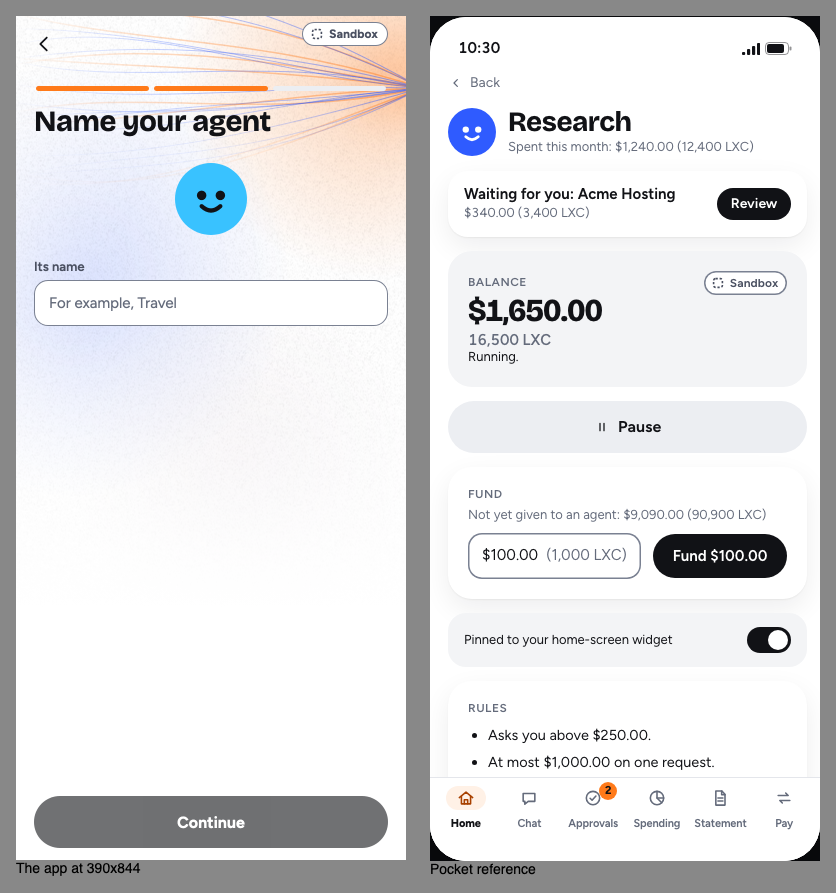 Sandbox
Name your agent
Its name
For example, Travel
Continue
The app at 390x844
10:30
Back
Research
Spent this month: $1,240.00 (12,400 LXC)
Waiting for you: Acme Hosting
$340.00 (3,400 LXC)
Review
BALANCE
Sandbox
$1,650.00
16,500 LXC
Running.
Pause
FUND
Not yet given to an agent: $9,090.00 (90,900 LXC)
$100.00 (1,000 LXC)
Fund $100.00
Pinned to your home-screen widget
RULES
• Asks you above $250.00.
• At most $1,000.00 on one request.
2
Home Chat Approvals Spending Statement Pay
Pocket reference